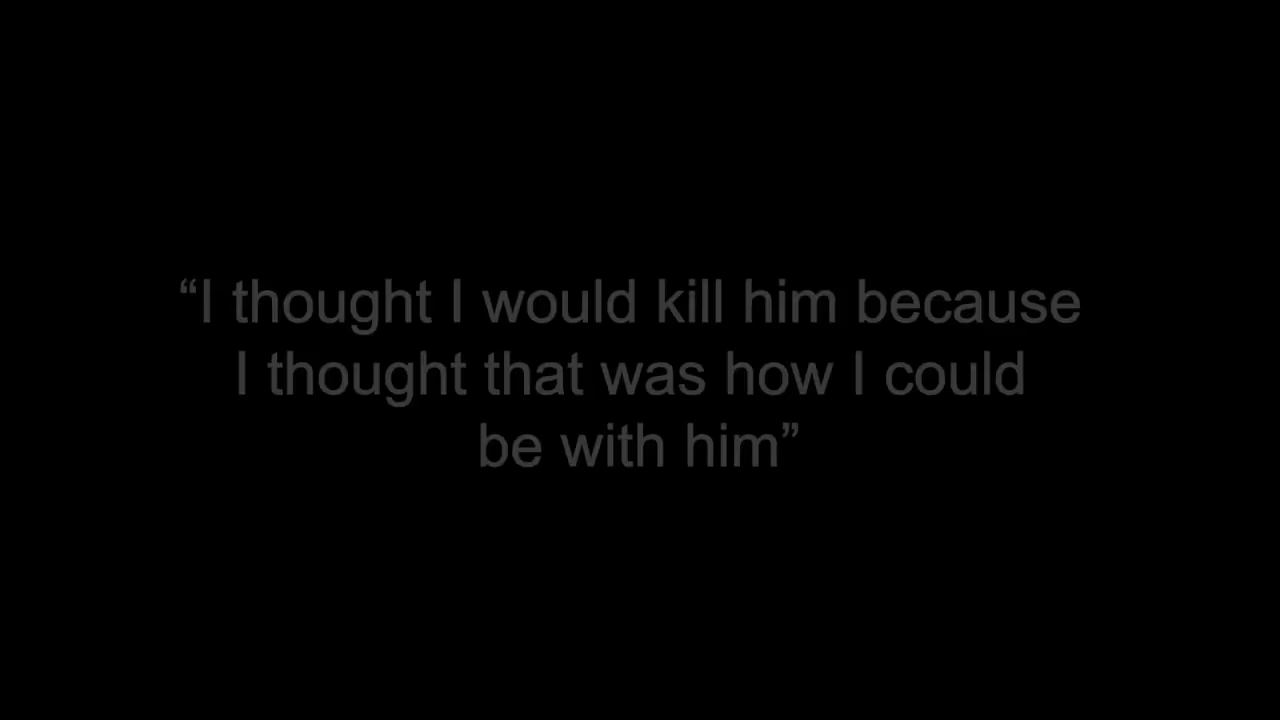 “I thought I would kill him because
I thought that was how I could
be with him”